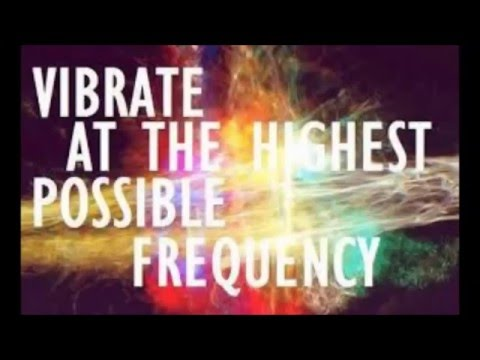 VIBRATE
AT THE HIGHEST
POSSIBLE
FREQUENCY